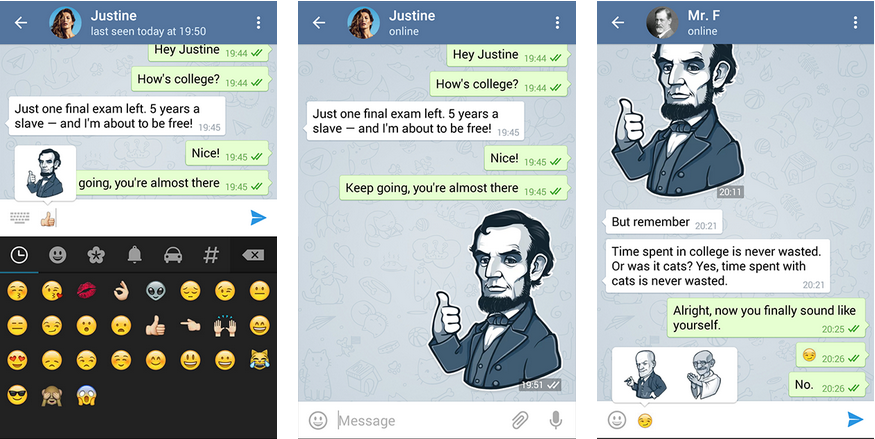 Justine
last seen today at 19:50
Hey Justine 19:44
How's college? 19:44
Just one final exam left. 5 years a
slave — and I'm about to be free! 19:45
Nice! 19:45
going, you're almost there 19:45
#
Justine
online
Hey Justine 19:44
How's college? 19:44
Just one final exam left. 5 years a
slave — and I'm about to be free! 19:45
Nice! 19:45
Keep going, you're almost there 19:45
19:51
Message
Mr. F
online
20:11
But remember 20:21
Time spent in college is never wasted.
Or was it cats? Yes, time spent with
cats is never wasted. 20:21
Alright, now you finally sound like
yourself. 20:25
20:26
No. 20:26